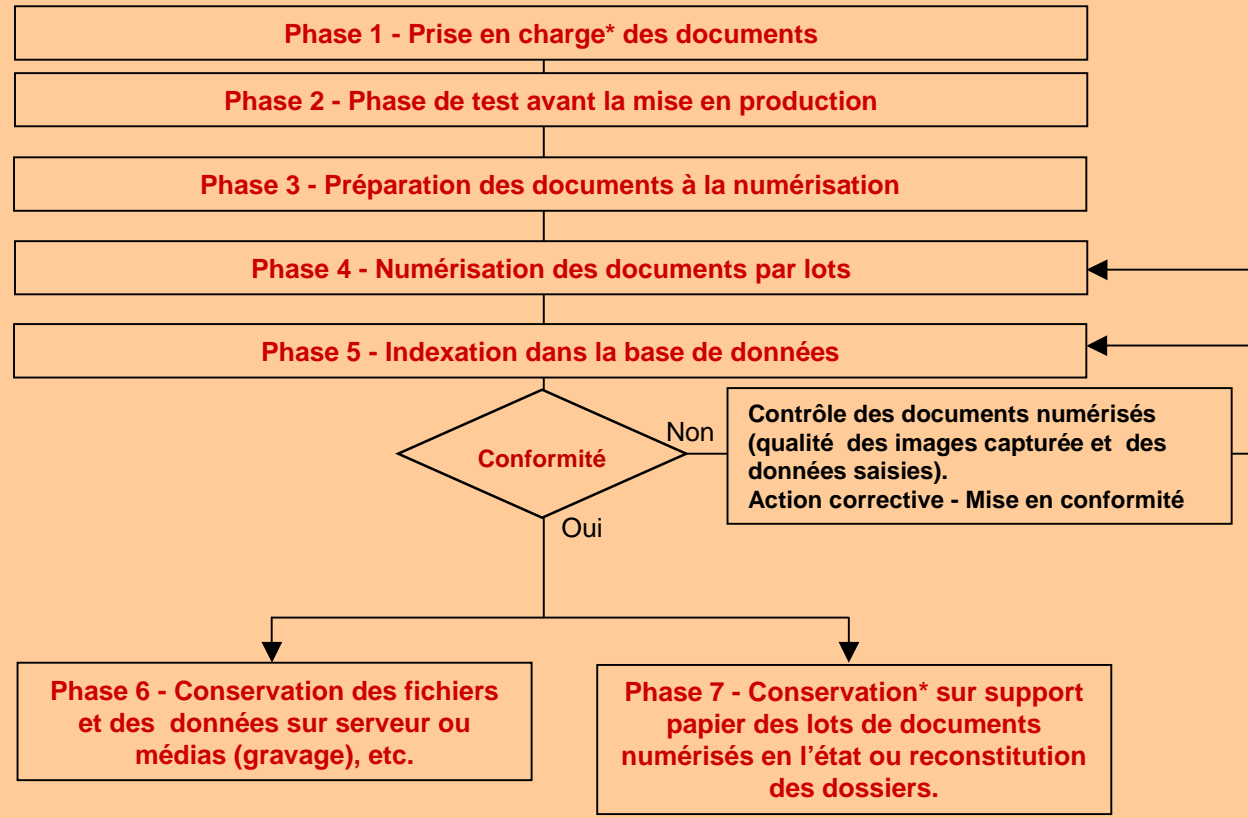 Phase 1 - Prise en charge* des documents
Phase 2 - Phase de test avant la mise en production
Phase 3 - Préparation des documents à la numérisation
Phase 4 - Numérisation des documents par lots
Phase 5 - Indexation dans la base de données
Conformité
Non
Contrôle des documents numérisés
(qualité des images capturée et des
données saisies).
Action corrective - Mise en conformité
Oui
Phase 6 - Conservation des fichiers
et des données sur serveur ou
médias (gravage), etc.
Phase 7 - Conservation* sur support
papier des lots de documents
numérisés en l'état ou reconstitution
des dossiers.